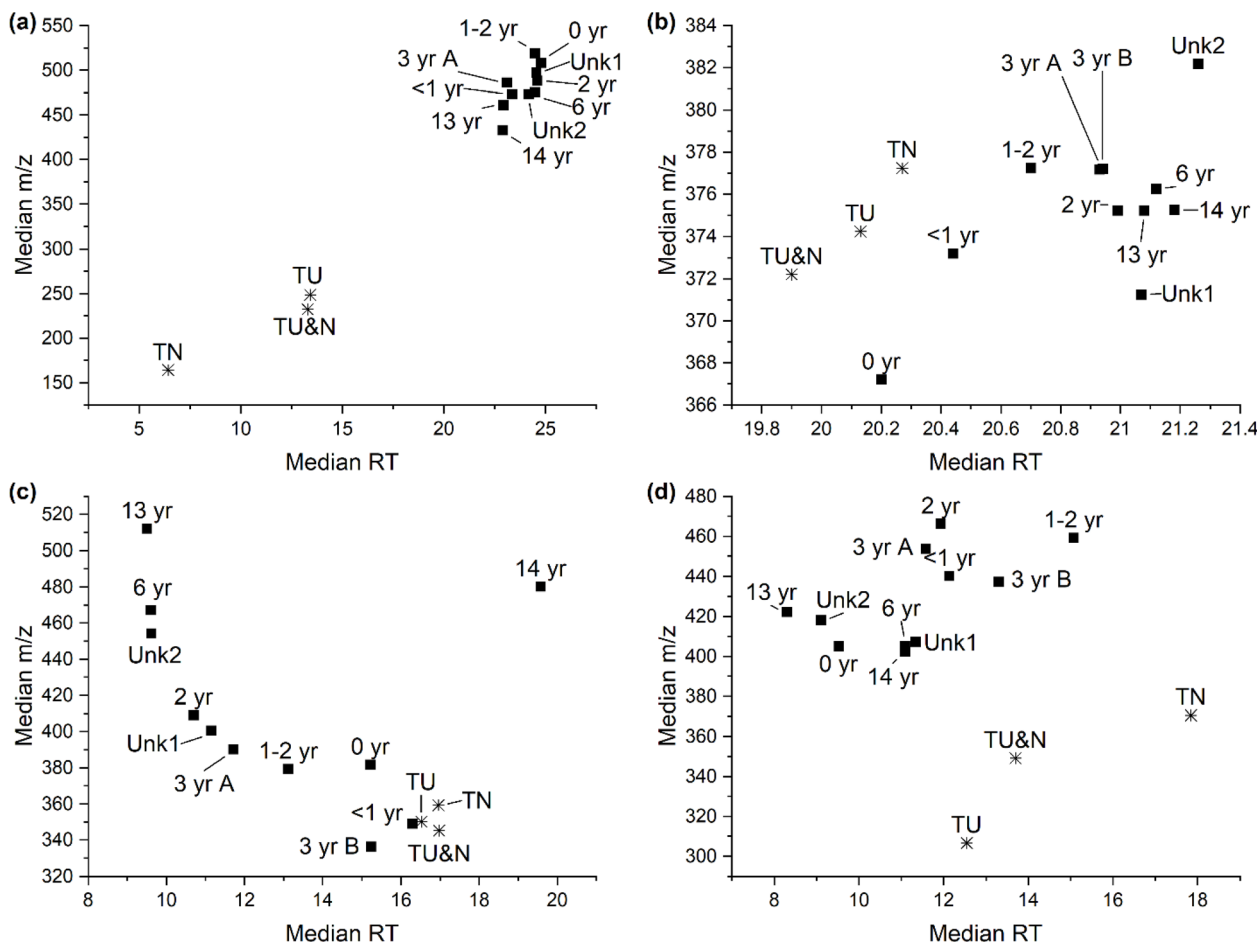 (a)
550
500
450
400
350
300
250
200
150
Median m/z
1-2 yr
0 yr
3 yr A
Unk1
<1 yr
2 yr
13 yr
6 yr
Unk2
14 yr
TU
TU&N
TN
5 10 15 20 25
Median RT
(b)
384
382
380
378
376
374
372
370
368
366
Median m/z
3 yr B
Unk2
3 yr A
TN
1-2 yr
6 yr
TU
2 yr
14 yr
<1 yr
13 yr
TU&N
Unk1
0 yr
19.8 20 20.2 20.4 20.6 20.8 21 21.2 21.4
Median RT
(c)
520
500
480
460
440
420
400
380
360
340
320
Median m/z
13 yr
14 yr
6 yr
Unk2
2 yr
Unk1
1-2 yr
0 yr
3 yr A
TU
TN
<1 yr
3 yr B
TU&N
8 10 12 14 16 18 20
Median RT
(d)
480
460
440
420
400
380
360
340
320
300
Median m/z
2 yr
1-2 yr
3 yr A
<1 yr
3 yr B
13 yr
Unk2
6 yr
Unk1
0 yr
14 yr
TN
TU&N
TU
8 10 12 14 16 18
Median RT